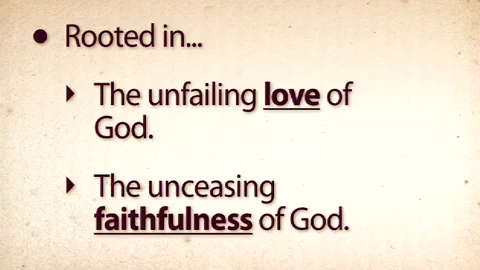 Rooted in...
The unfailing love of
God.
The unceasing
faithfulness of God.